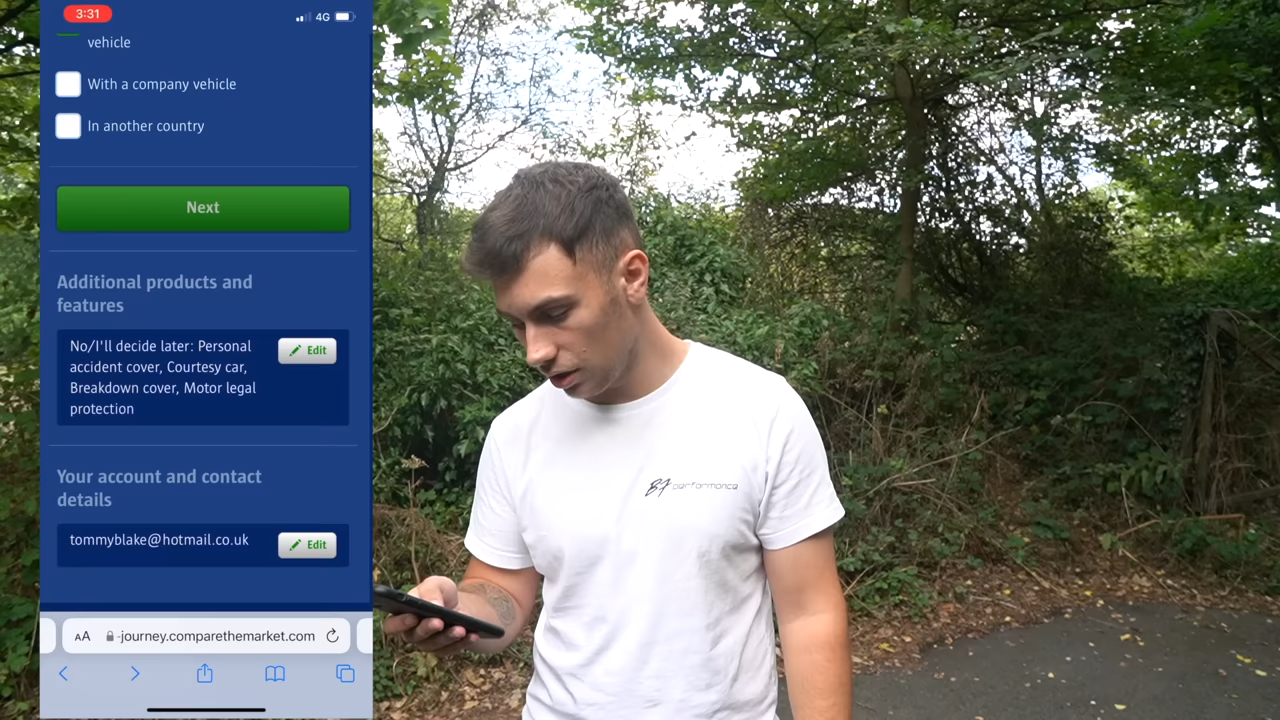 3:31
4G
vehicle
With a company vehicle
In another country
Next
Additional products and
features
No/I'll decide later: Personal
accident cover, Courtesy car,
Breakdown cover, Motor legal
protection
Edit
Your account and contact
details
tommyblake@hotmail.co.uk
Edit
AA
-journey.comparethemarket.com
87 performance